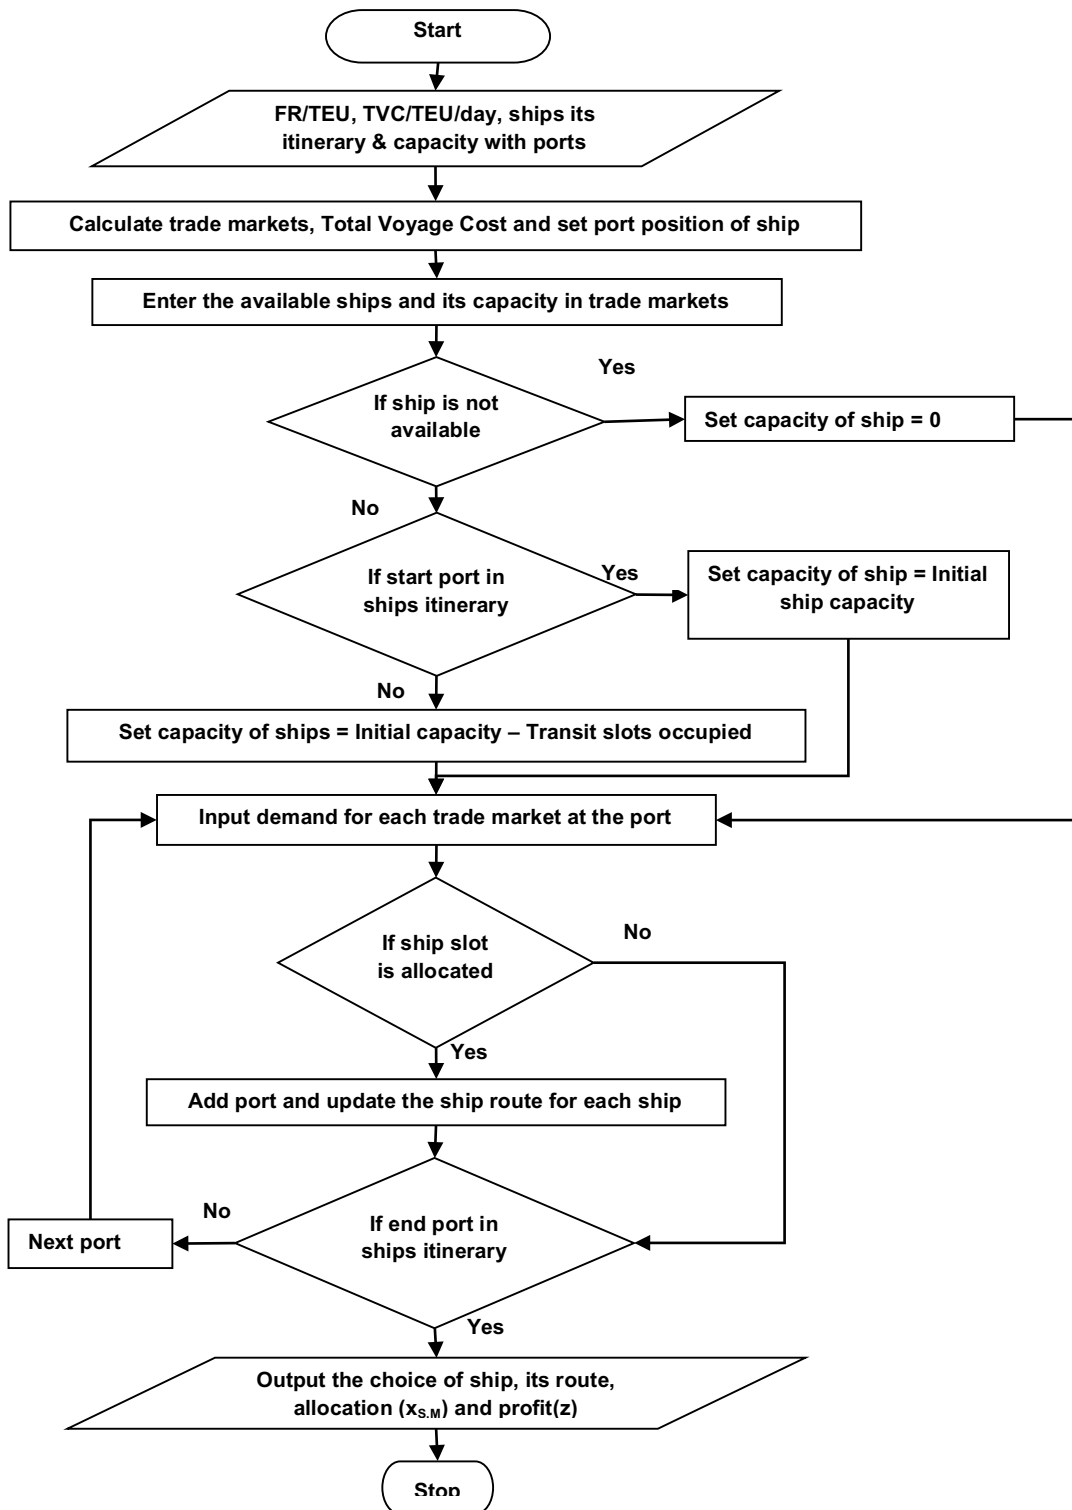 Start
FR/TEU, TVC/TEU/day, ships its
itinerary & capacity with ports
Calculate trade markets, Total Voyage Cost and set port position of ship
Enter the available ships and its capacity in trade markets
Yes
If ship is not
available
Set capacity of ship = 0
No
If start port in
ships itinerary
Yes
Set capacity of ship = Initial
ship capacity
No
Set capacity of ships = Initial capacity – Transit slots occupied
Input demand for each trade market at the port
If ship slot
is allocated
No
Yes
Add port and update the ship route for each ship
No
If end port in
ships itinerary
Next port
Yes
Output the choice of ship, its route,
allocation (xS.M) and profit(z)
Stop